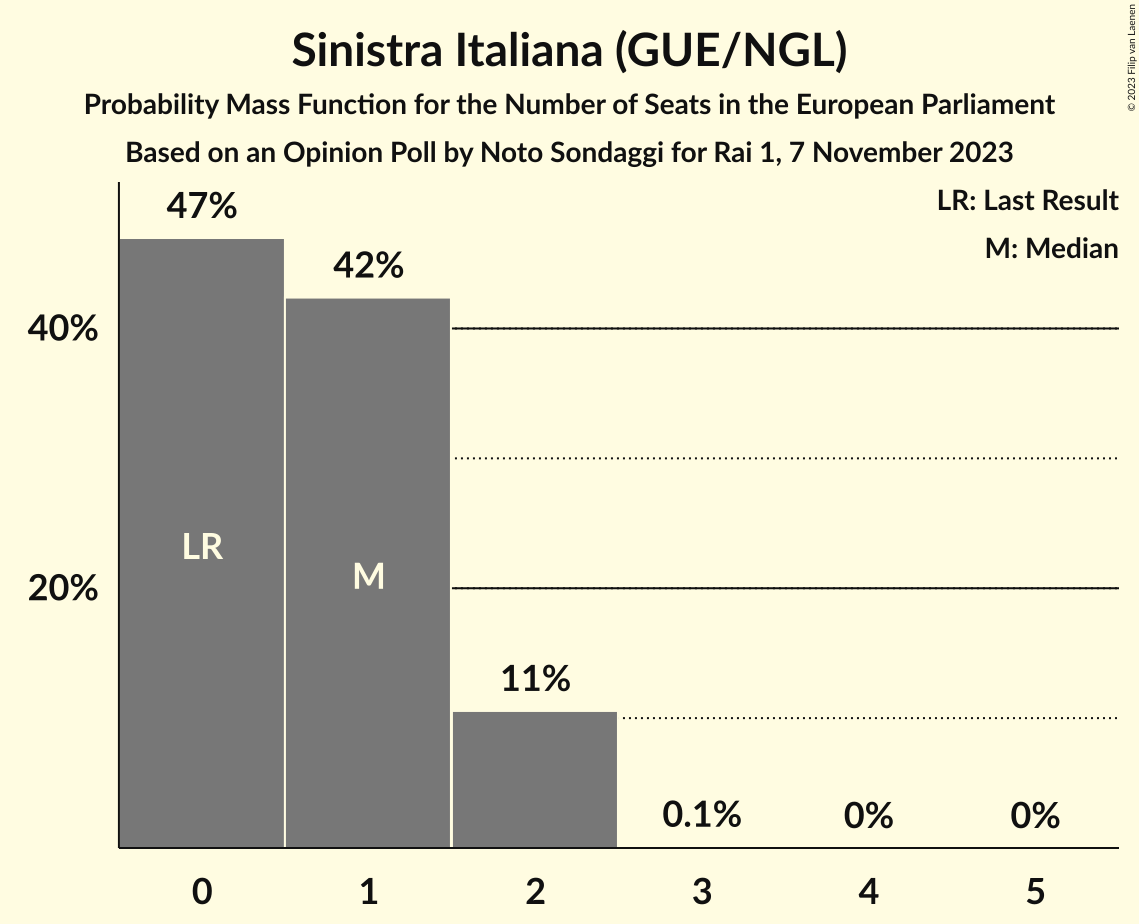 Sinistra Italiana (GUE/NGL)
Probability Mass Function for the Number of Seats in the European Parliament
Based on an Opinion Poll by Noto Sondaggi for Rai 1, 7 November 2023
© 2023 Filip van Laenen
LR: Last Result
M: Median
47%
42%
40%
LR
M
20%
11%
0.1%
0%
0%
0
1
2
3
4
5